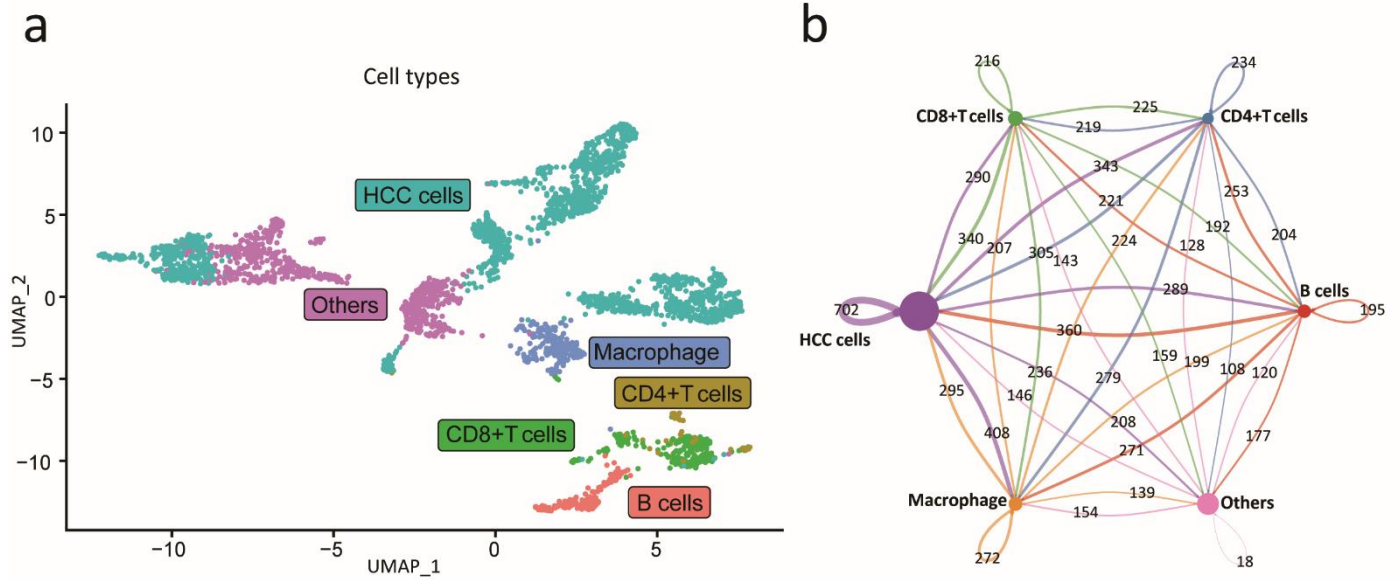 a
Cell types
10
5
0
−5
−10
UMAP_2
HCC cells
Others
Macrophage
CD4+T cells
CD8+T cells
B cells
−10
−5
0
5
UMAP_1
b
216
234
CD8+T cells
225
CD4+T cells
219
290
343
253
221
340
207
305
224
192
143
128
204
289
B cells
702
195
HCC cells
360
159
199
236
279
108
120
295
146
208
408
271
177
Macrophage
139
Others
154
272
18